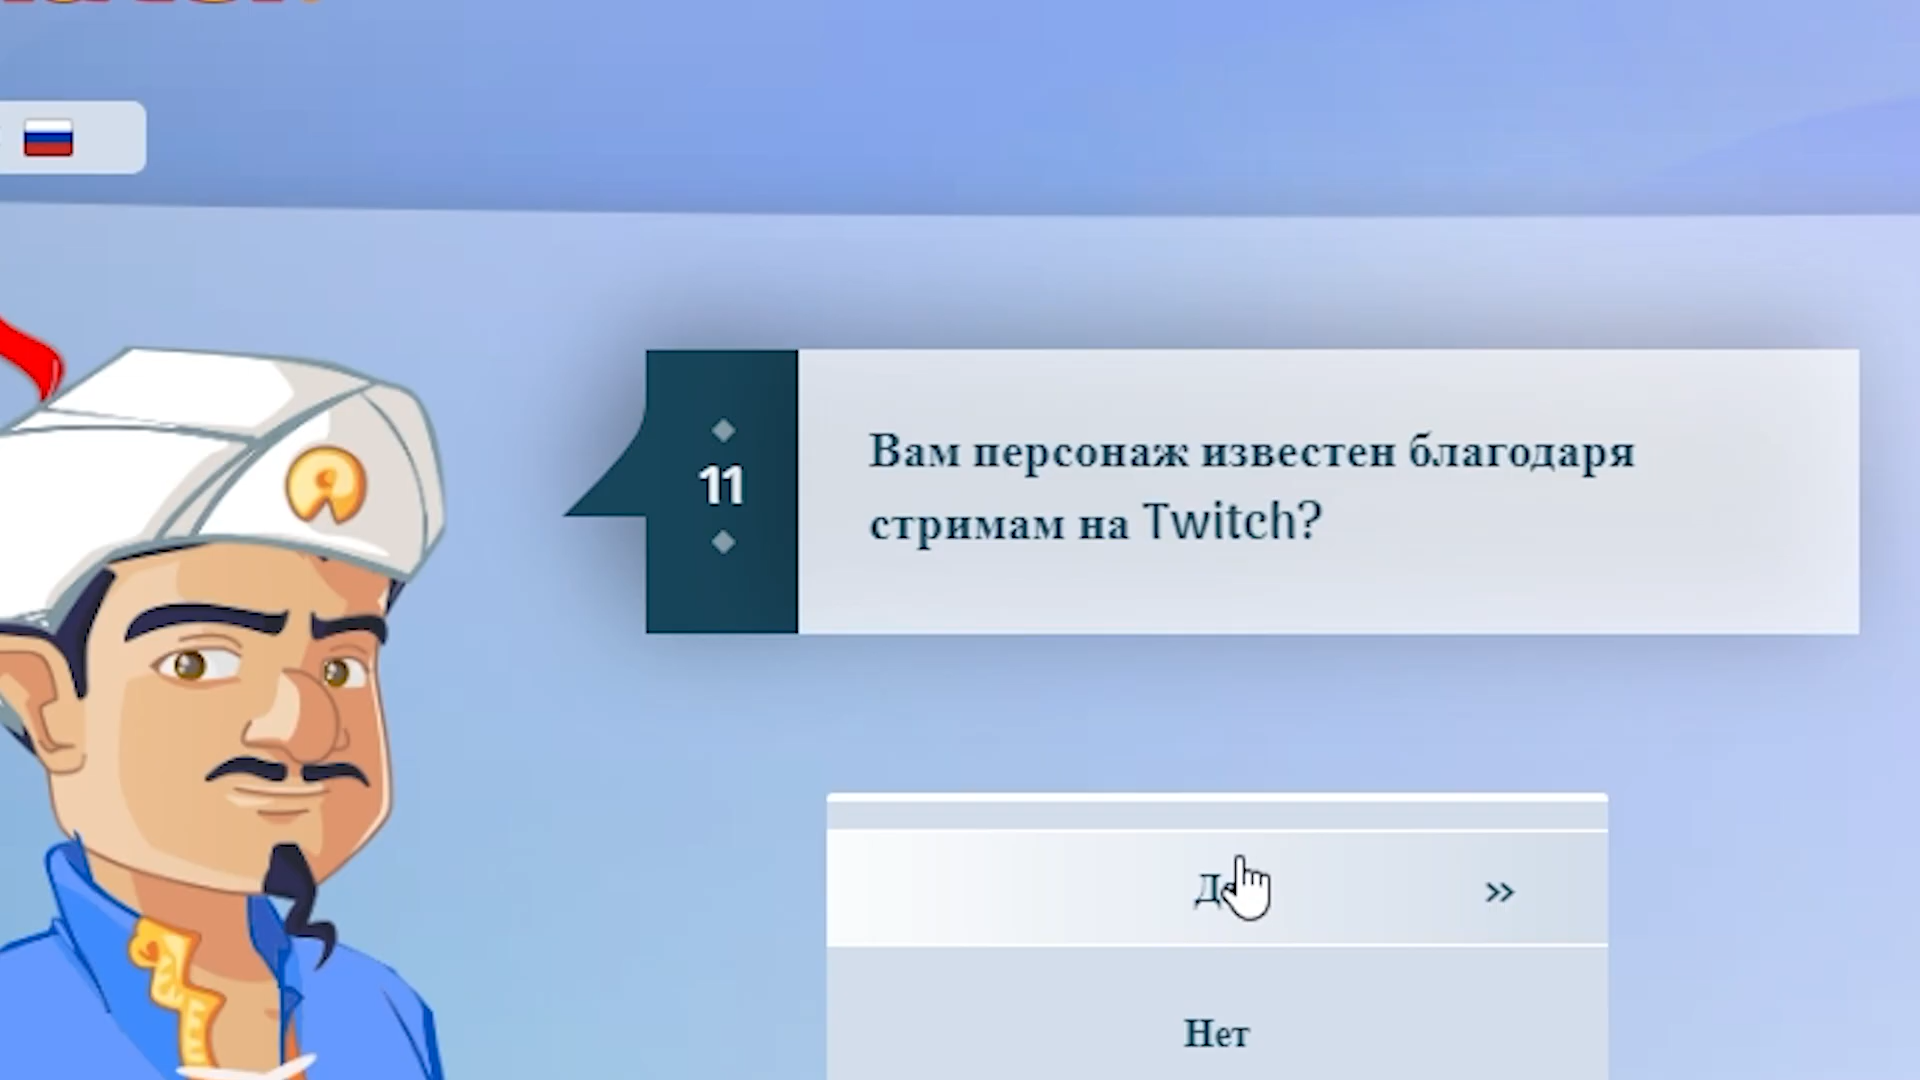 11
Вам персонаж известен благодаря
стримам на Twitch?
Нет